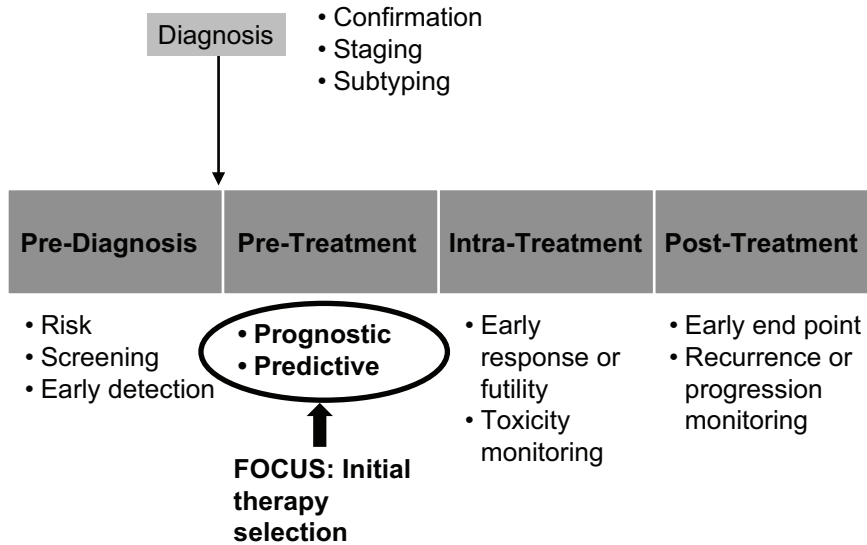 Diagnosis
• Confirmation
• Staging
• Subtyping
Pre-Diagnosis
Pre-Treatment
Intra-Treatment
Post-Treatment
• Risk
• Screening
• Early detection
• Prognostic
• Predictive
FOCUS: Initial
therapy
selection
• Early
response or
futility
• Toxicity
monitoring
• Early end point
• Recurrence or
progression
monitoring